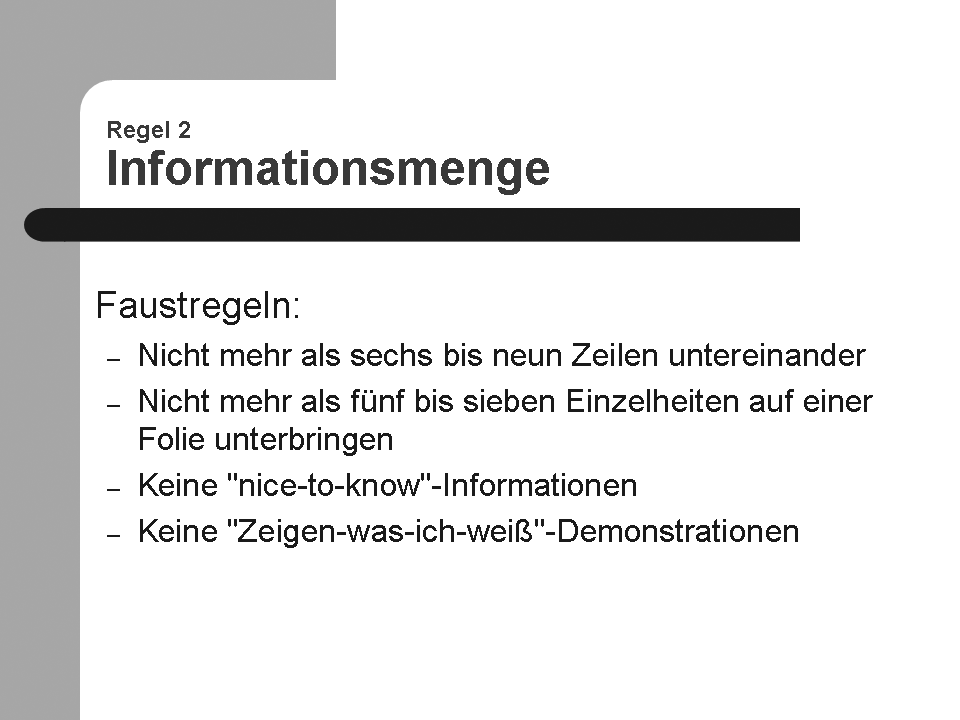 Regel 2
Informationsmenge
Faustregeln:
– Nicht mehr als sechs bis neun Zeilen untereinander
– Nicht mehr als fünf bis sieben Einzelheiten auf einer
Folie unterbringen
– Keine "nice-to-know"-Informationen
– Keine "Zeigen-was-ich-weiß"-Demonstrationen